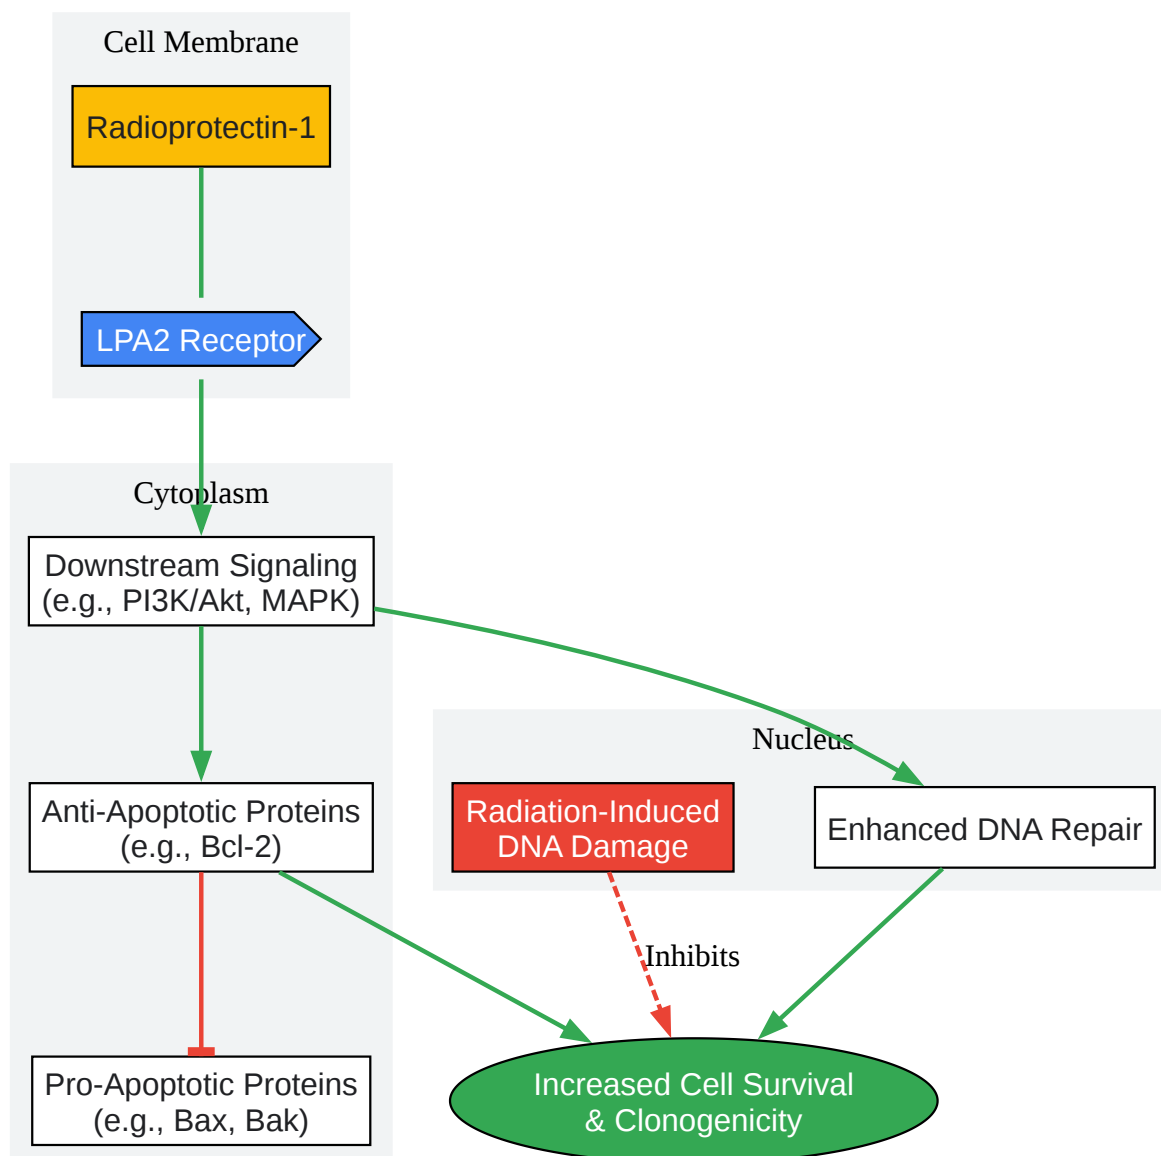 Cell Membrane
Radioprotectin-1
LPA2 Receptor
Cytoplasm
Downstream Signaling
(e.g., PI3K/Akt, MAPK)
Nucleus
Anti-Apoptotic Proteins
(e.g., Bcl-2)
Radiation-Induced
DNA Damage
Enhanced DNA Repair
Inhibits
Pro-Apoptotic Proteins
(e.g., Bax, Bak)
Increased Cell Survival
& Clonogenicity